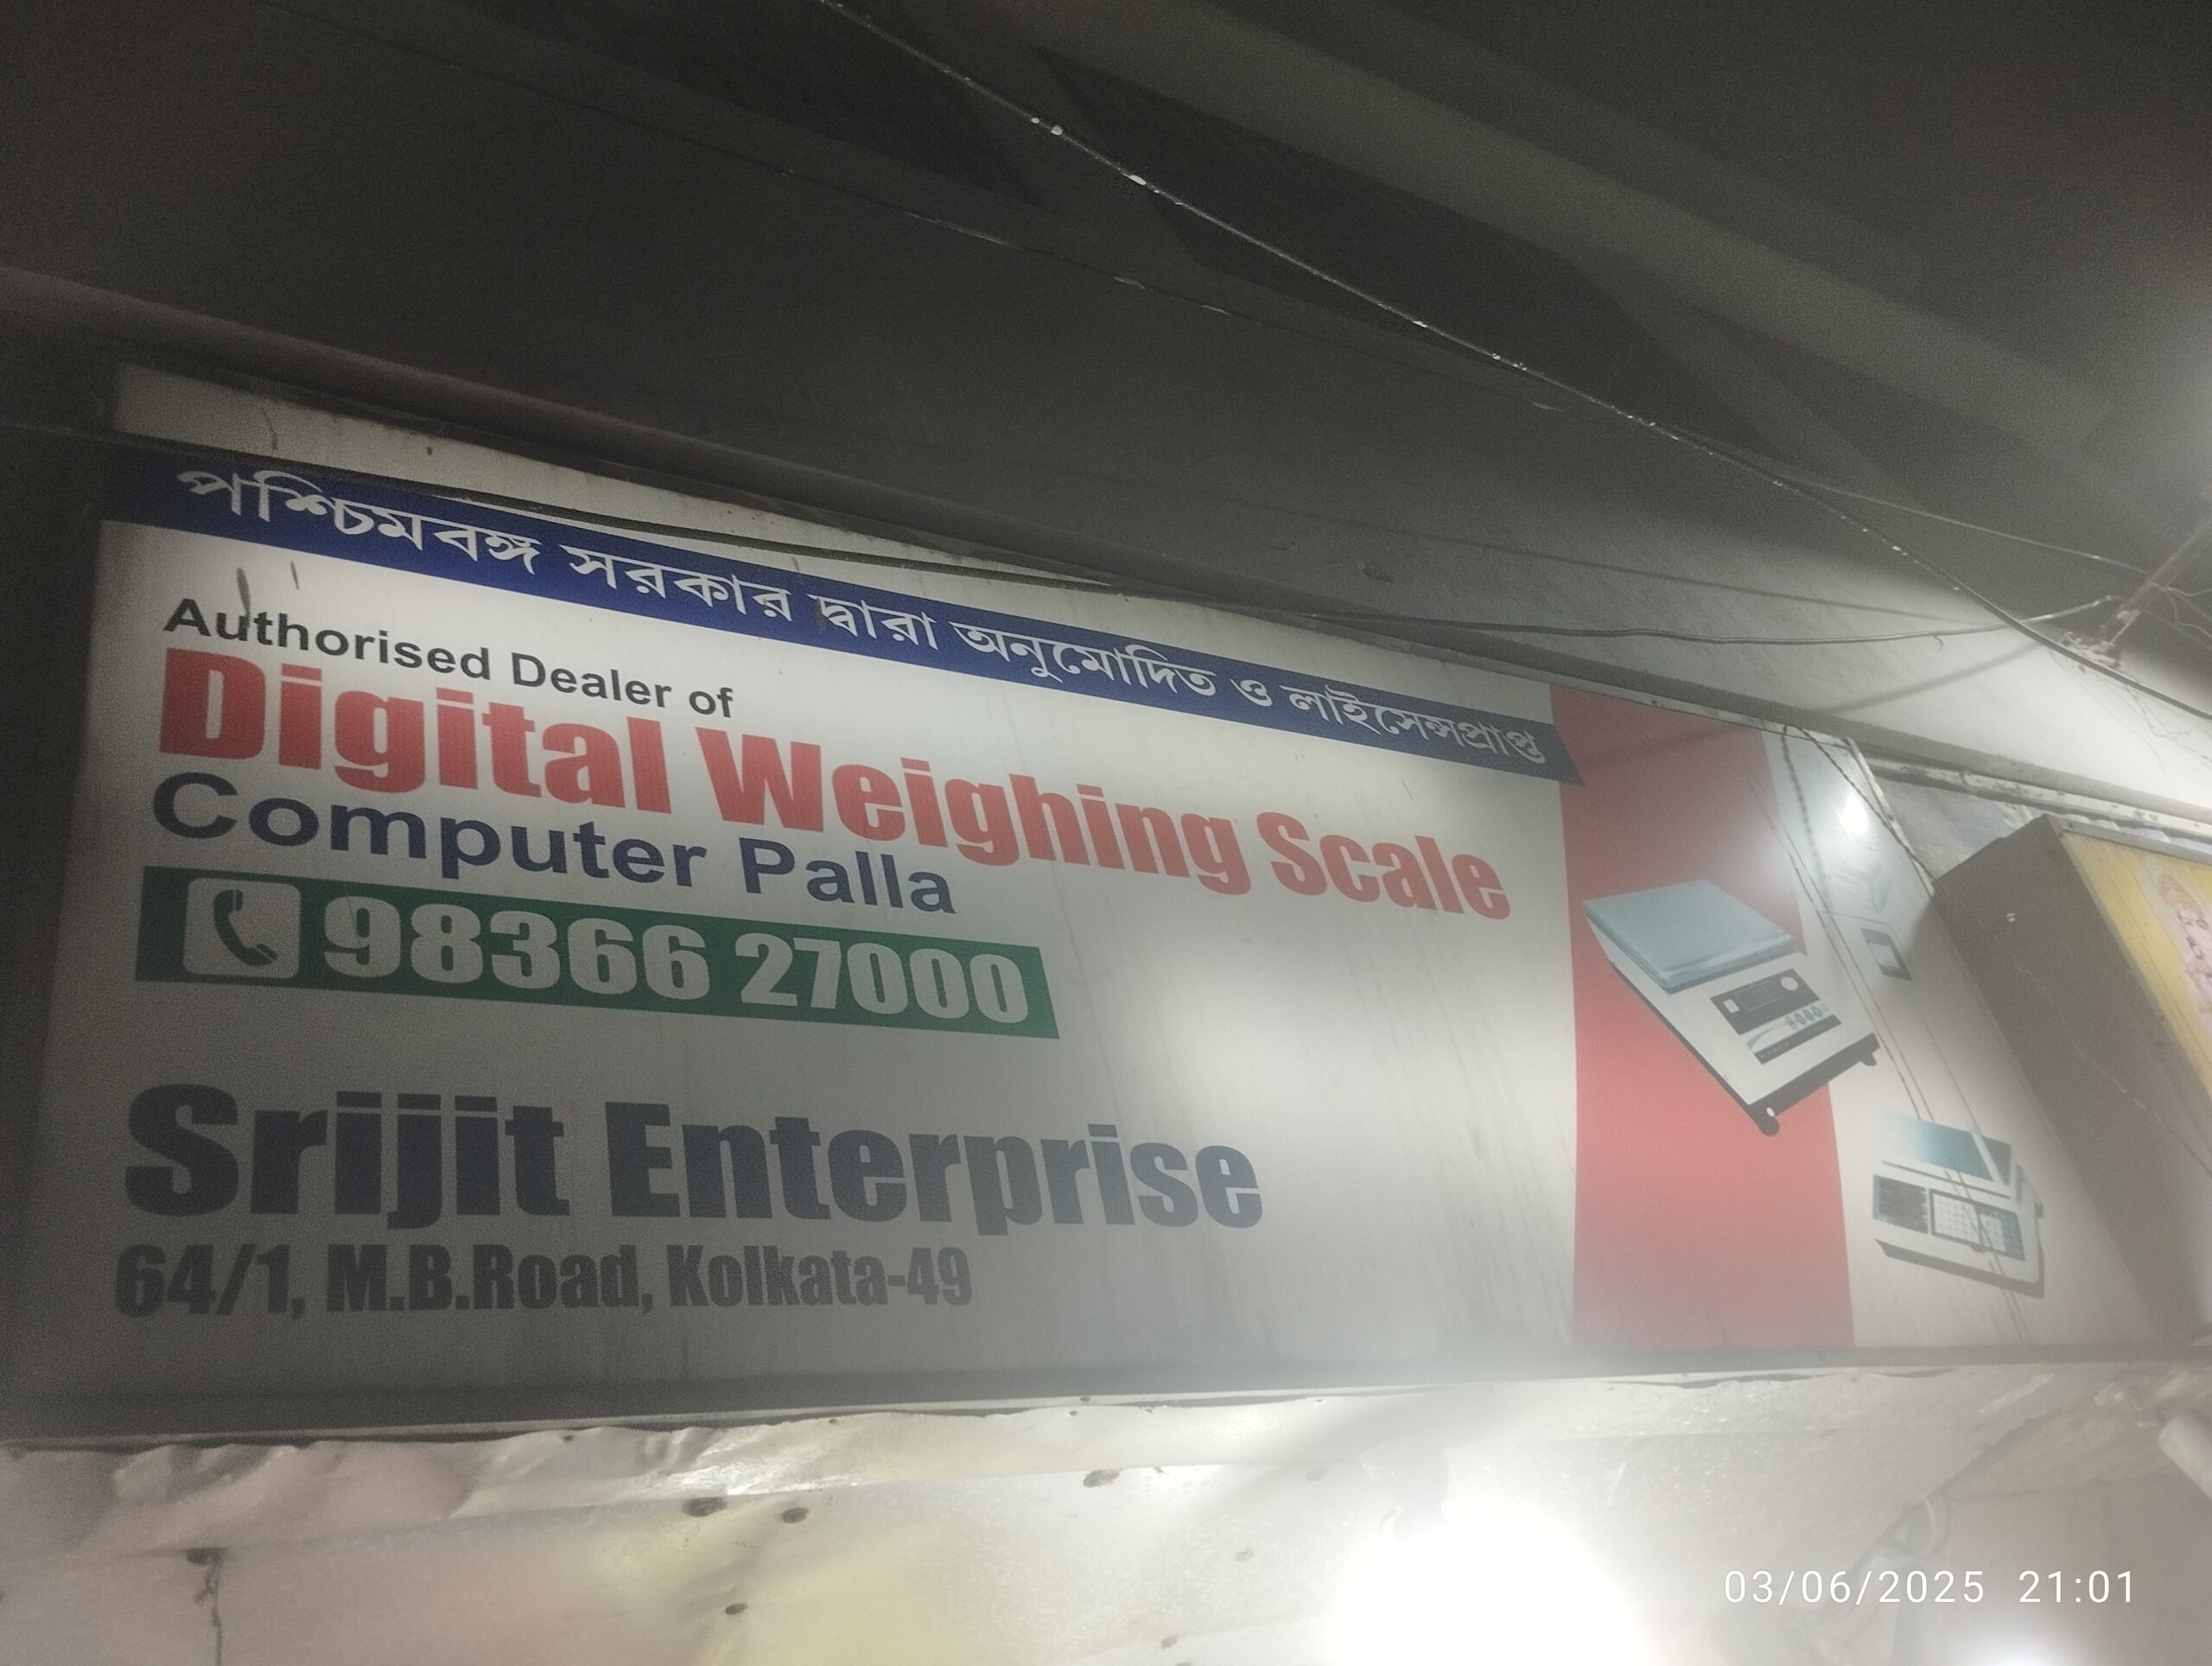 পশ্চিমবঙ্গ সরকার দ্বারা অনুমোদিত ও লাইসেন্সপ্রাপ্ত
Authorised Dealer of
Digital Weighing Scale
Computer Palla
98366 27000
Srijit Enterprise
64/1, M.B.Road, Kolkata-49
03/06/2025 21:01